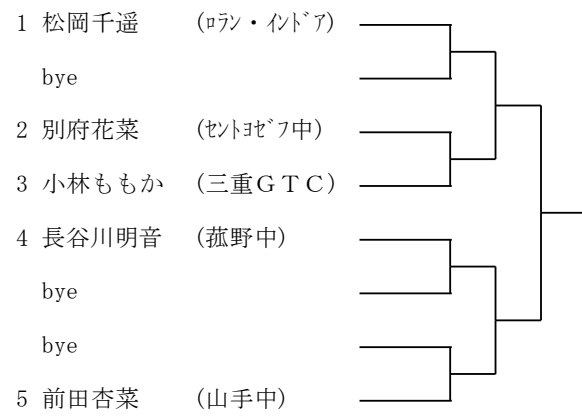 1 松岡千遥 (ﾛﾗﾝ・ｲﾝﾄﾞｱ)
bye
2 別府花菜 (ｾﾝﾄﾖｾﾞﾌ中)
3 小林ももか (三重ＧＴＣ)
4 長谷川明音 (菰野中)
bye
bye
5 前田杏菜 (山手中)